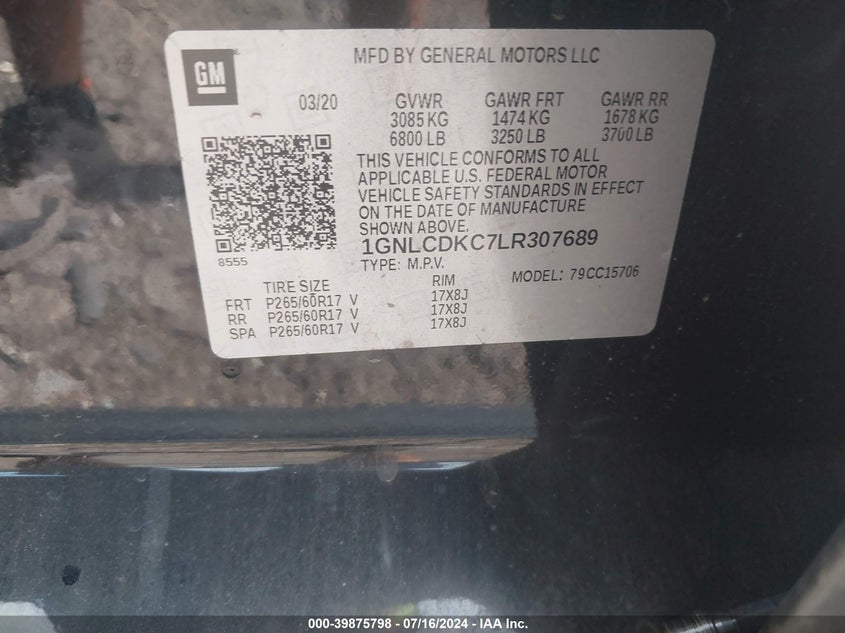 GM
MFD BY GENERAL MOTORS LLC
03/20 GVWR GAWR FRT GAWR RR
3085 KG 1474 KG 1678 KG
6800 LB 3250 LB 3700 LB
THIS VEHICLE CONFORMS TO ALL
APPLICABLE U.S. FEDERAL MOTOR
VEHICLE SAFETY STANDARDS IN EFFECT
ON THE DATE OF MANUFACTURE
SHOWN ABOVE.
8555
1GNLCDKC7LR307689
TYPE: M.P.V. MODEL: 79CC15706
TIRE SIZE RIM
FRT P265/60R17 V 17X8J
RR P265/60R17 V 17X8J
SPA P265/60R17 V 17X8J
000-39875798 - 07/16/2024 - IAA Inc.